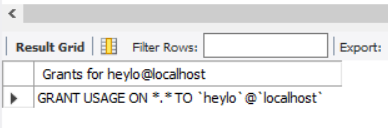 Result Grid Filter Rows: Export:
Grants for heylo@localhost
GRANT USAGE ON *.* TO `heylo`@`localhost`